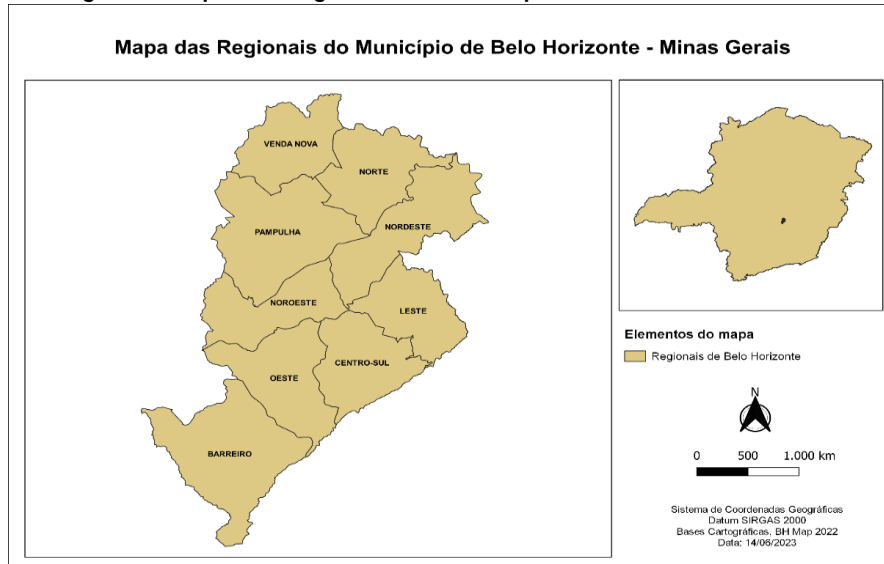 Mapa das Regionais do Município de Belo Horizonte - Minas Gerais
VENDA NOVA
NORTE
PAMPULHA
NORDESTE
NOROESTE
LESTE
CENTRO-SUL
OESTE
BARREIRO
Elementos do mapa
Regionais de Belo Horizonte
N
0 500 1.000 km
Sistema de Coordenadas Geográficas
Datum SIRGAS 2000
Bases Cartográficas, BH Map 2022
Data: 14/06/2023